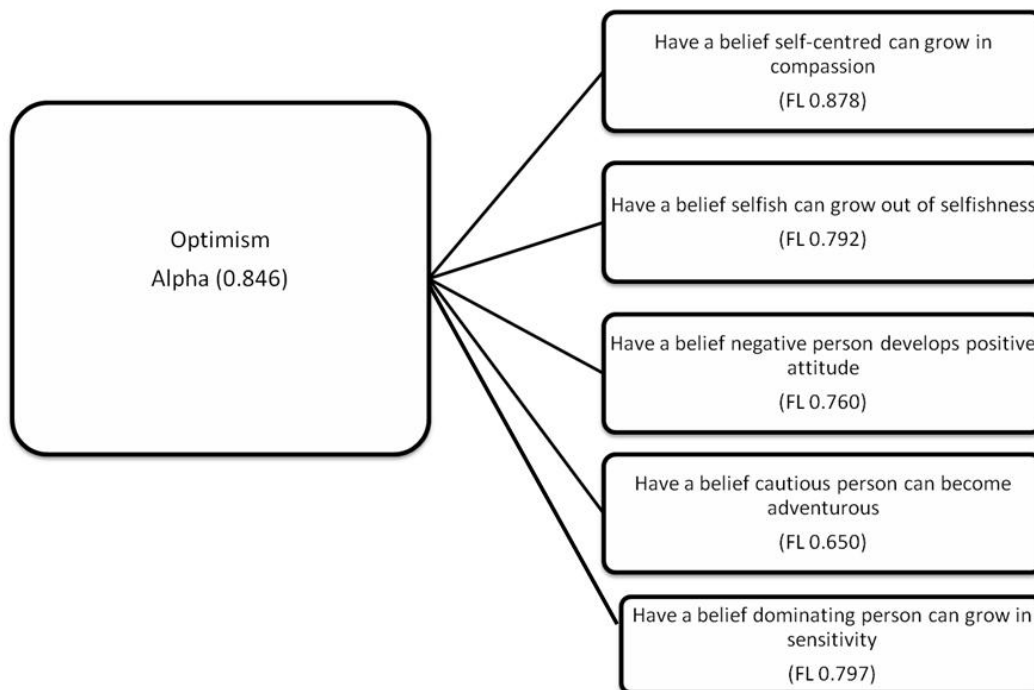 Optimism
Alpha (0.846)
Have a belief self-centred can grow in
compassion
(FL 0.878)
Have a belief selfish can grow out of selfishness
(FL 0.792)
Have a belief negative person develops positive
attitude
(FL 0.760)
Have a belief cautious person can become
adventurous
(FL 0.650)
Have a belief dominating person can grow in
sensitivity
(FL 0.797)